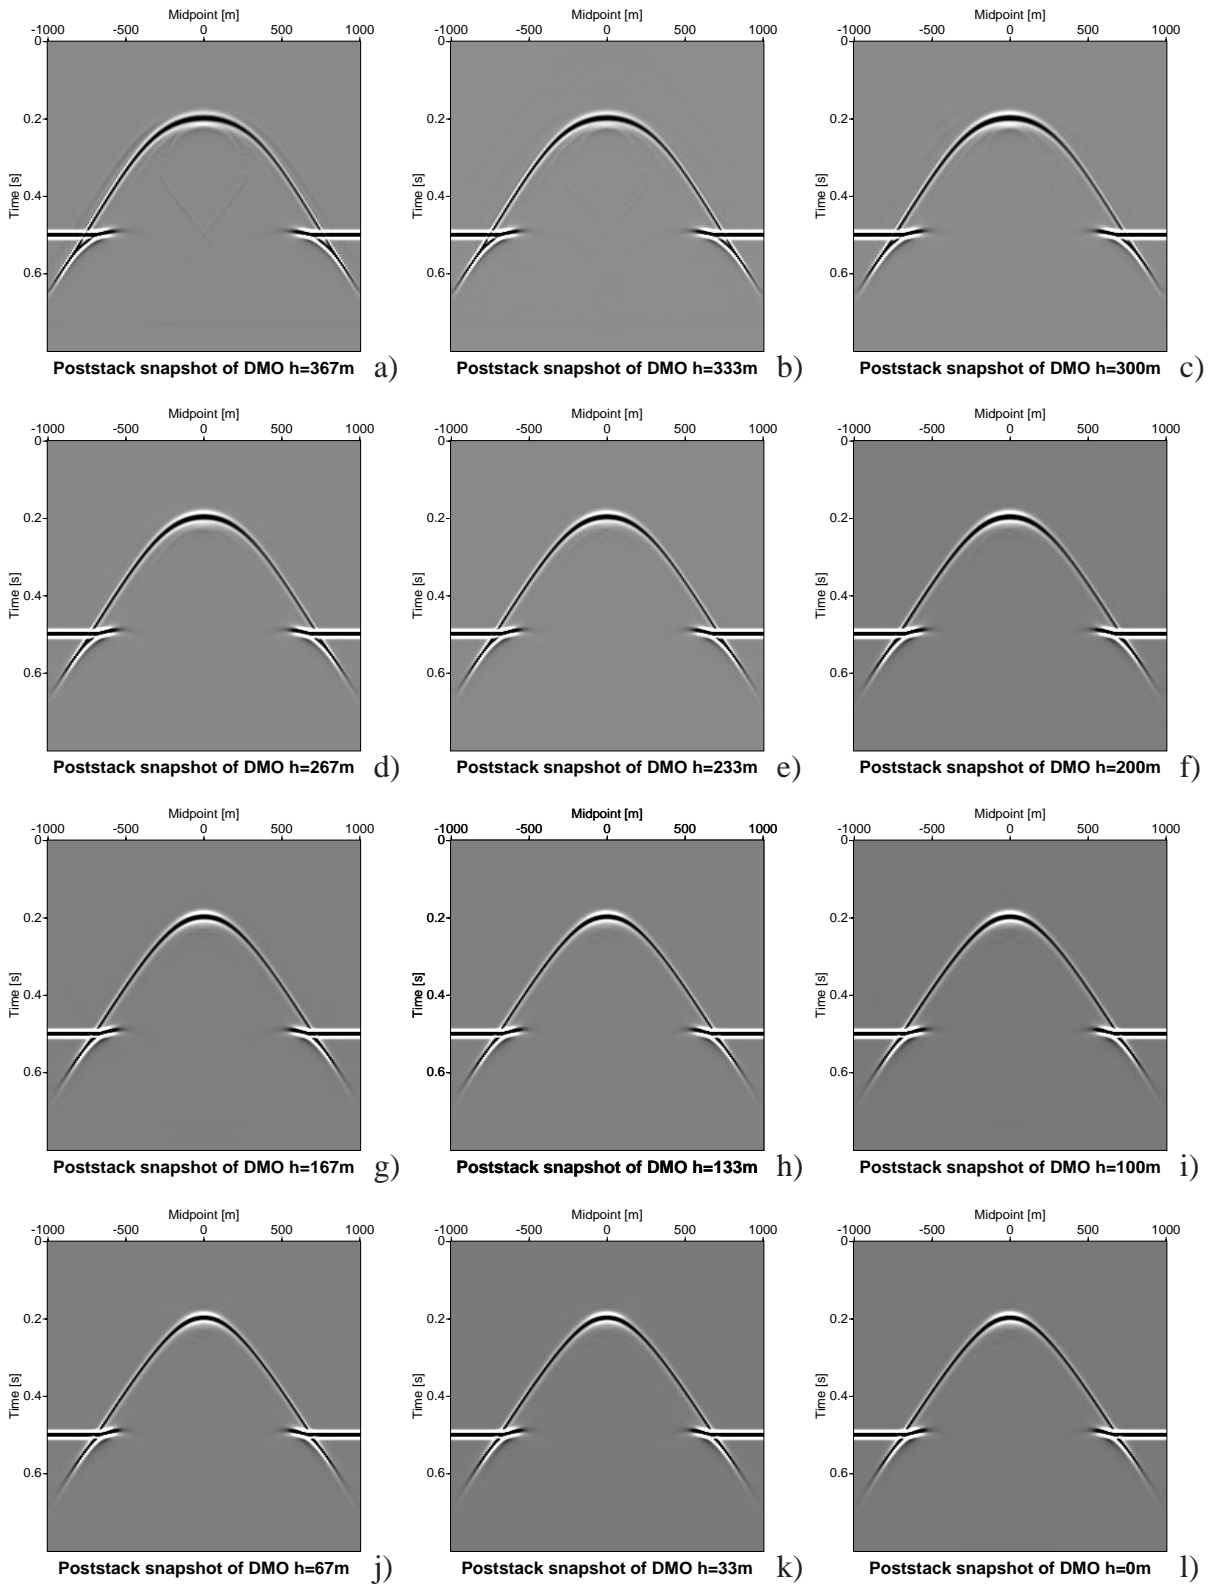 Midpoint [m] Midpoint [m] Midpoint [m]
-1000 -500 0 500 1000 -1000 -500 0 500 1000 -1000 -500 0 500 1000
0 0 0
0.2 0.2 0.2
0.4 0.4 0.4
Time [s] Time [s] Time [s]
0.6 0.6 0.6
Poststack snapshot of DMO h=367m a) Poststack snapshot of DMO h=333m b) Poststack snapshot of DMO h=300m c)
Midpoint [m] Midpoint [m] Midpoint [m]
-1000 -500 0 500 1000 -1000 -500 0 500 1000 -1000 -500 0 500 1000
0 0 0
0.2 0.2 0.2
0.4 0.4 0.4
Time [s] Time [s] Time [s]
0.6 0.6 0.6
Poststack snapshot of DMO h=267m d) Poststack snapshot of DMO h=233m e) Poststack snapshot of DMO h=200m f)
Midpoint [m] Midpoint [m] Midpoint [m]
-1000 -500 0 500 1000 -1000 -500 0 500 1000 -1000 -500 0 500 1000
0 0 0
0.2 0.2 0.2
0.4 0.4 0.4
Time [s] Time [s] Time [s]
0.6 0.6 0.6
Poststack snapshot of DMO h=167m g) Poststack snapshot of DMO h=133m h) Poststack snapshot of DMO h=100m i)
Midpoint [m] Midpoint [m] Midpoint [m]
-1000 -500 0 500 1000 -1000 -500 0 500 1000 -1000 -500 0 500 1000
0 0 0
0.2 0.2 0.2
0.4 0.4 0.4
Time [s] Time [s] Time [s]
0.6 0.6 0.6
Poststack snapshot of DMO h=67m j) Poststack snapshot of DMO h=33m k) Poststack snapshot of DMO h=0m l)